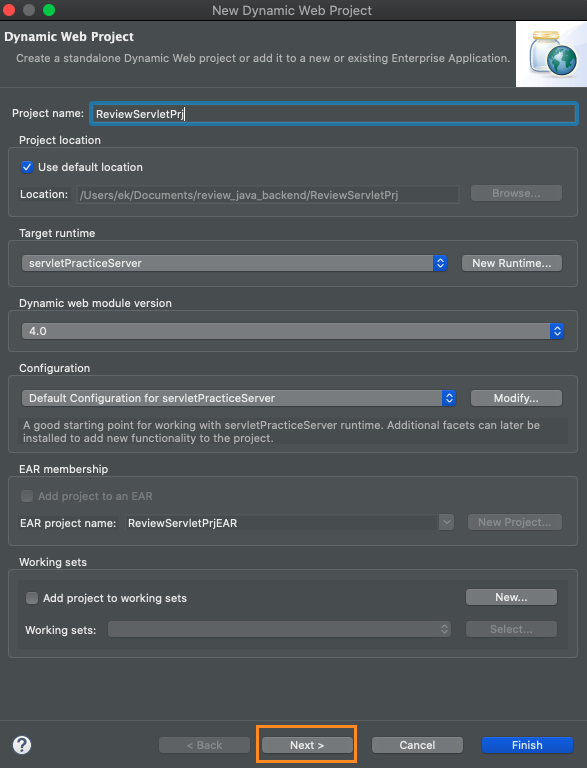 New Dynamic Web Project
Dynamic Web Project
Create a standalone Dynamic Web project or add it to a new or existing Enterprise Application.
Project name: ReviewServletPrj
Project location
Use default location
Location: /Users/ek/Documents/review_java_backend/ReviewServletPrj Browse...
Target runtime
servletPracticeServer New Runtime...
Dynamic web module version
4.0
Configuration
Default Configuration for servletPracticeServer Modify...
A good starting point for working with servletPracticeServer runtime. Additional facets can later be
installed to add new functionality to the project.
EAR membership
Add project to an EAR
EAR project name: ReviewServletPrjEAR New Project...
Working sets
Add project to working sets New...
Working sets: Select...
? < Back Next > Cancel Finish